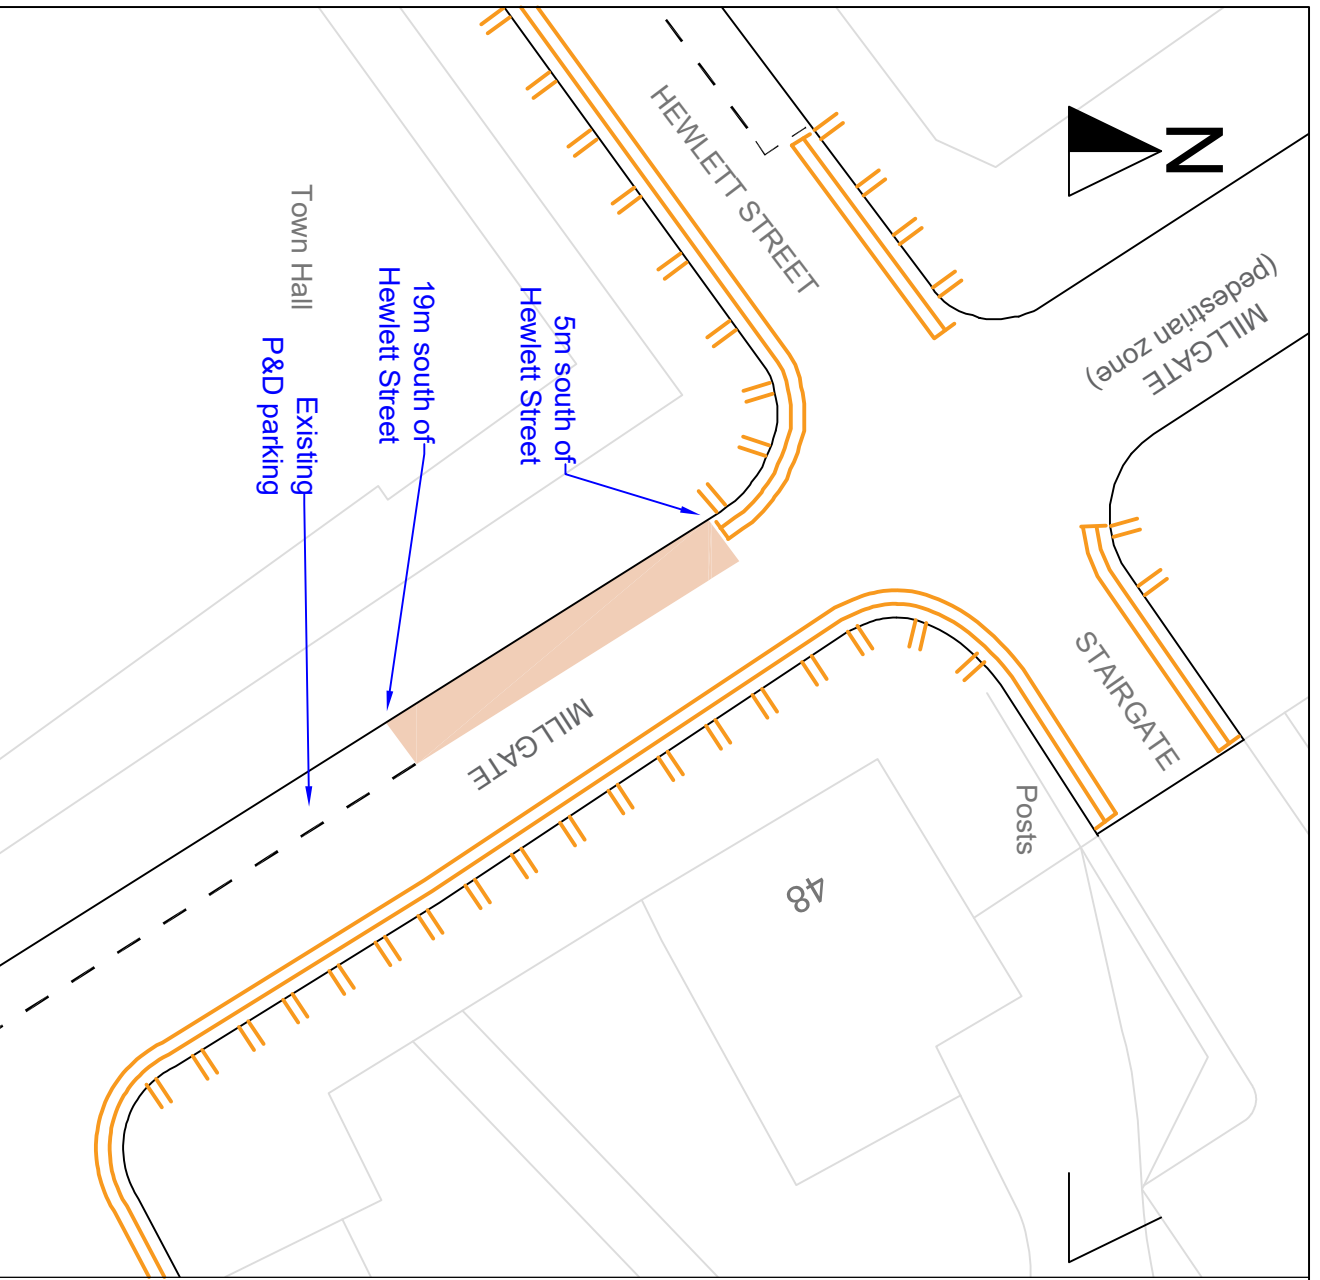 N
HEWLETT STREET
MILLGATE
(pedestrian zone)
Town Hall
19m south of
Hewlett Street
5m south of
Hewlett Street
Existing
P&D parking
STAIRGATE
MILLGATE
Posts
48